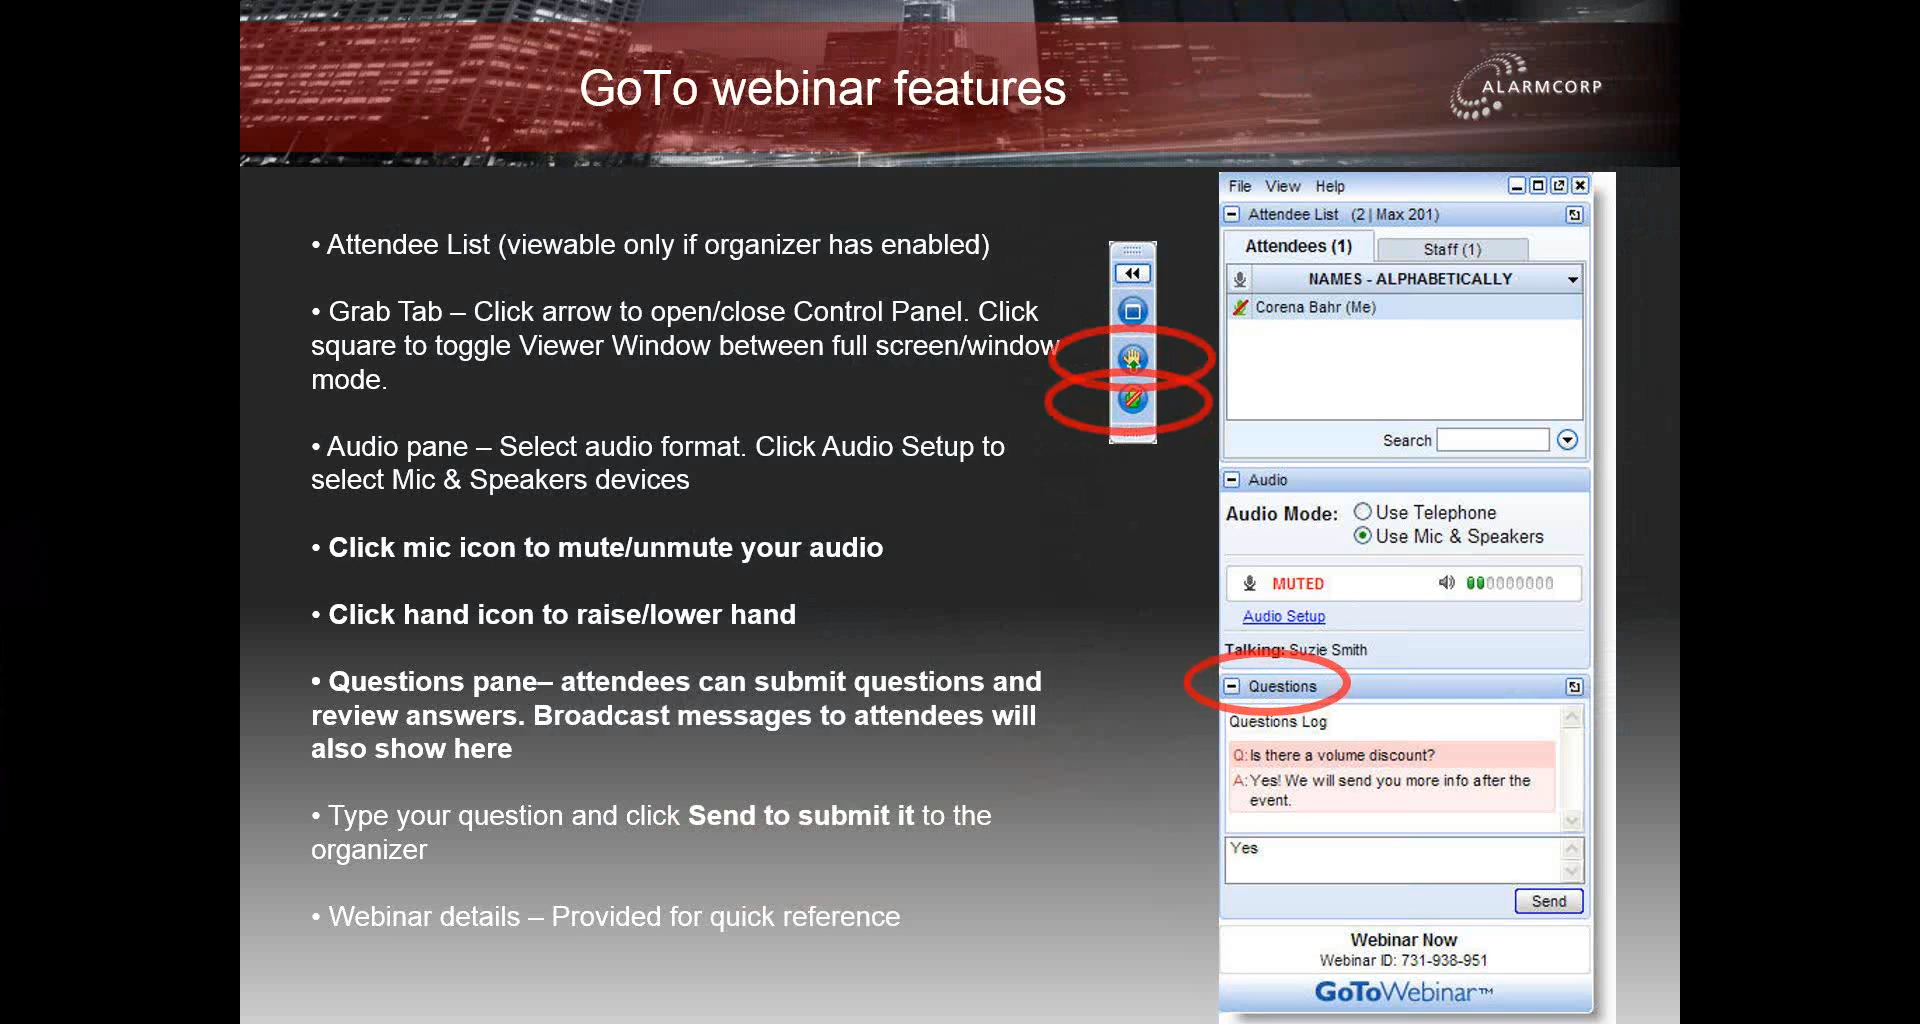 GoTo webinar features
ALARMCORP
• Attendee List (viewable only if organizer has enabled)
• Grab Tab – Click arrow to open/close Control Panel. Click
square to toggle Viewer Window between full screen/window
mode.
• Audio pane – Select audio format. Click Audio Setup to
select Mic & Speakers devices
• Click mic icon to mute/unmute your audio
• Click hand icon to raise/lower hand
• Questions pane– attendees can submit questions and
review answers. Broadcast messages to attendees will
also show here
• Type your question and click Send to submit it to the
organizer
• Webinar details – Provided for quick reference
File View Help
Attendee List (2 | Max 201)
Attendees (1) Staff (1)
NAMES - ALPHABETICALLY
Corena Bahr (Me)
Search
Audio
Audio Mode: Use Telephone
Use Mic & Speakers
MUTED
Audio Setup
Talking: Suzie Smith
Questions
Questions Log
Q: Is there a volume discount?
A: Yes! We will send you more info after the
event.
Yes
Send
Webinar Now
Webinar ID: 731-938-951
GoToWebinar™